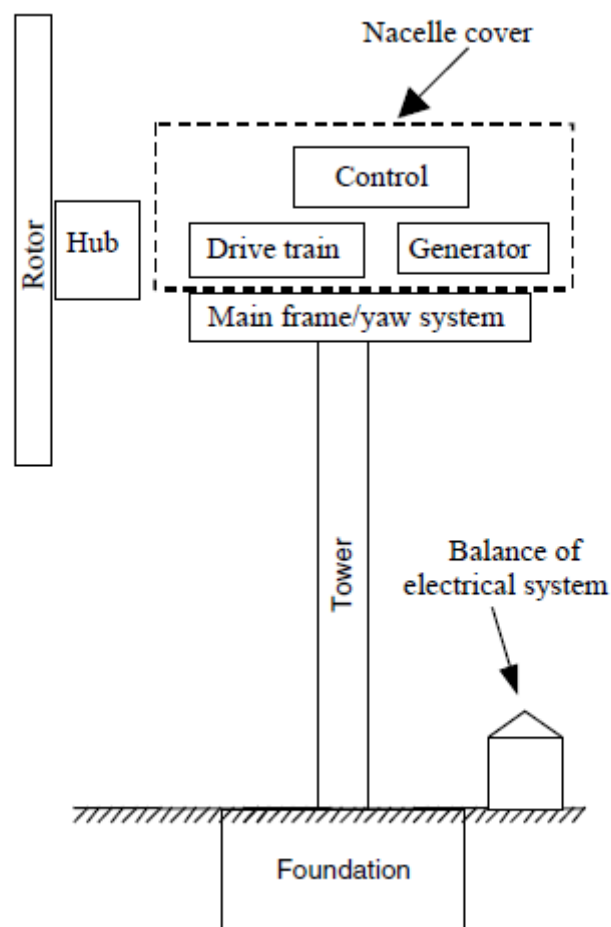 Nacelle cover
Control
Rotor
Hub
Drive train
Generator
Main frame/yaw system
Tower
Balance of
electrical system
Foundation